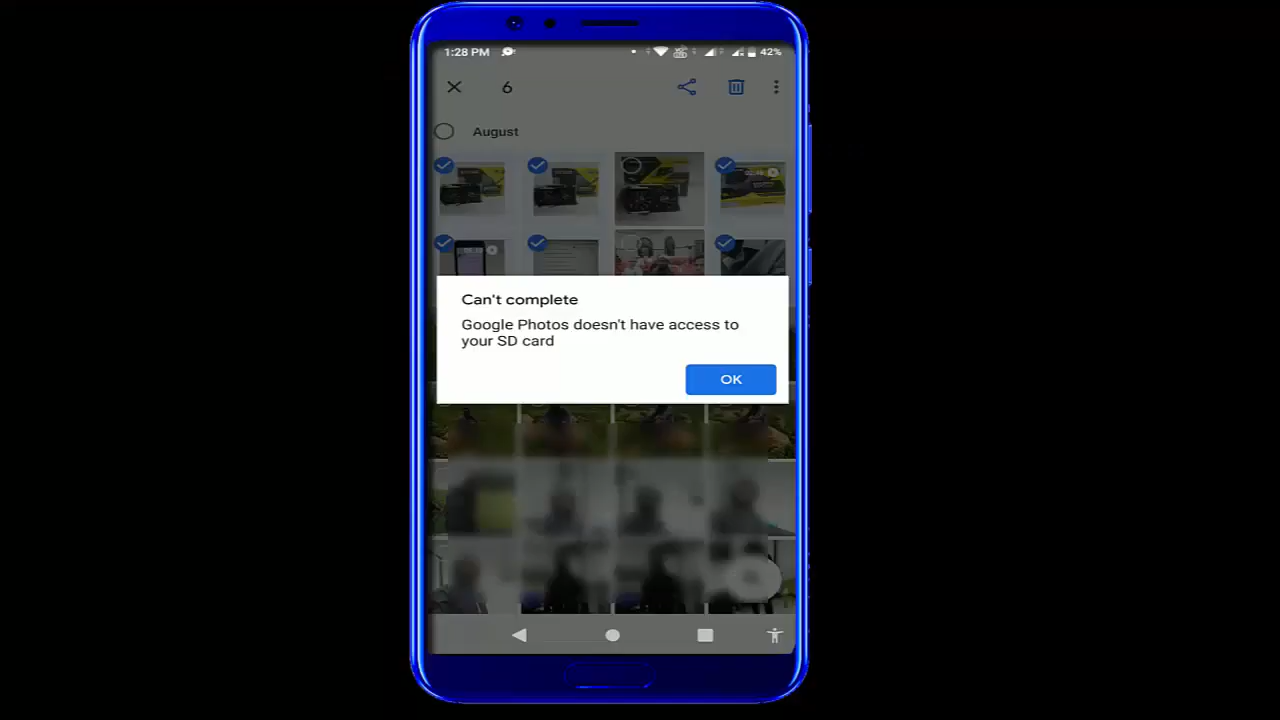 1:28 PM 42%
6
August
Can't complete
Google Photos doesn't have access to
your SD card
OK